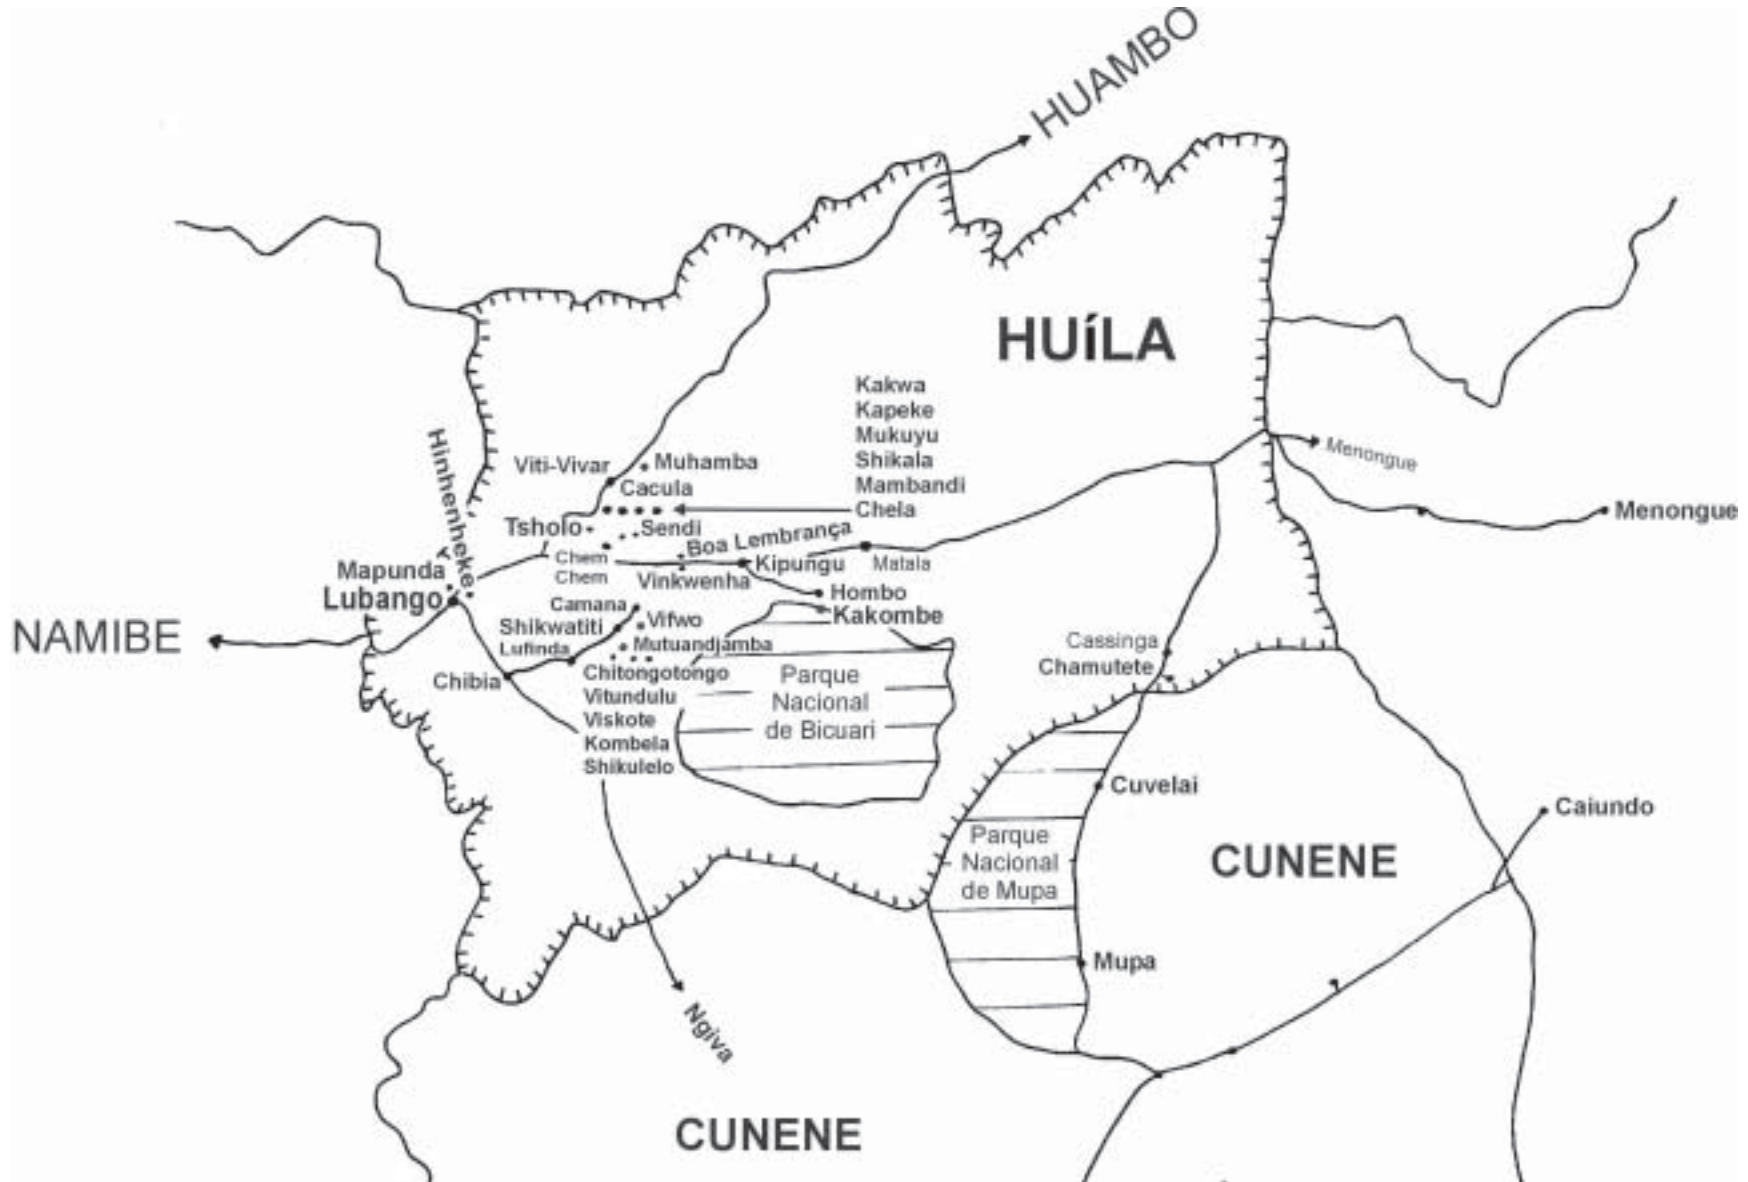 HUAMBO
HUíLA
Kakwa
Kapeke
Mukuyu
Shikala
Mambandi
Chela
Menongue
Menongue
Hinhenheke
Viti-Vivar
Muhamba
Cacula
Tsholo
Sendi
Boa Lembrança
Chem
Chem
Kipungu
Matala
Mapunda
Vinkwenha
Lubango
Hombo
Camana
Kakombe
NAMIBE
Shikwatiti
Vifwo
Lufinda
Mutuandjamba
Cassinga
Chamutete
Chibia
Chitongotongo
Vitundulu
Viskote
Kombela
Shikulelo
Parque
Nacional
de Bicuari
Cuvelai
Caiundo
Parque
Nacional
de Mupa
CUNENE
Mupa
Ngiva
CUNENE